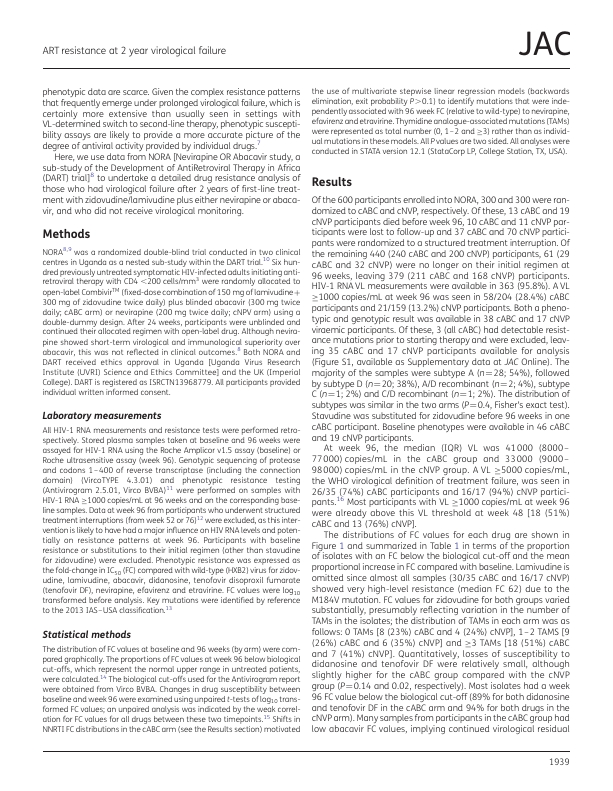 ART resistance at 2 year virological failure
JAC
phenotypic data are scarce. Given the complex resistance patterns
that frequently emerge under prolonged virological failure, which is
certainly more extensive than usually seen in settings with
VL-determined switch to second-line therapy, phenotypic suscepti-
bility assays are likely to provide a more accurate picture of the
degree of antiviral activity provided by individual drugs.7
Here, we use data from NORA [Nevirapine OR Abacavir study, a
sub-study of the Development of AntiRetroviral Therapy in Africa
(DART) trial]8 to undertake a detailed drug resistance analysis of
those who had virological failure after 2 years of first-line treat-
ment with zidovudine/lamivudine plus either nevirapine or abaca-
vir, and who did not receive virological monitoring.
Methods
NORA8,9 was a randomized double-blind trial conducted in two clinical
centres in Uganda as a nested sub-study within the DART trial.10 Six hun-
dred previously untreated symptomatic HIV-infected adults initiating anti-
retroviral therapy with CD4 <200 cells/mm3 were randomly allocated to
open-label Combivir™ (fixed-dose combination of 150 mg of lamivudine+
300 mg of zidovudine twice daily) plus blinded abacavir (300 mg twice
daily; cABC arm) or nevirapine (200 mg twice daily; cNVP arm) using a
double-dummy design. After 24 weeks, participants were unblinded and
continued their allocated regimen with open-label drug. Although nevira-
pine showed short-term virological and immunological superiority over
abacavir, this was not reflected in clinical outcomes.9 Both NORA and
DART received ethics approval in Uganda [Uganda Virus Research
Institute (UVRI) Science and Ethics Committee] and the UK (Imperial
College). DART is registered as ISRCTN13968779. All participants provided
individual written informed consent.
Laboratory measurements
All HIV-1 RNA measurements and resistance tests were performed retro-
spectively. Stored plasma samples taken at baseline and 96 weeks were
assayed for HIV-1 RNA using the Roche Amplicor v1.5 assay (baseline) or
Roche ultrasensitive assay (week 96). Genotypic sequencing of protease
and codons 1–400 of reverse transcriptase (including the connection
domain) (VircoTYPE 4.3.01) and phenotypic resistance testing
(Antivirogram 2.5.01, Virco BVBA)11 were performed on samples with
HIV-1 RNA ≥1000 copies/mL at 96 weeks and on the corresponding base-
line samples. Data at week 96 from participants who underwent structured
treatment interruptions (from week 52 or 76)12 were excluded, as this inter-
vention is likely to have had a major influence on HIV RNA levels and poten-
tially on resistance patterns at week 96. Participants with baseline
resistance or substitutions to their initial regimen (other than stavudine
for zidovudine) were excluded. Phenotypic resistance was expressed as
the fold-change in IC50 (FC) compared with wild-type (HXB2) virus for zidov-
udine, lamivudine, abacavir, didanosine, tenofovir disoproxil fumarate
(tenofovir DF), nevirapine, efavirenz and etravirine. FC values were log10
transformed before analysis. Key mutations were identified by reference
to the 2013 IAS–USA classification.13
Statistical methods
The distribution of FC values at baseline and 96 weeks (by arm) were com-
pared graphically. The proportions of FC values at week 96 below biological
cut-offs, which represent the normal upper range in untreated patients,
were calculated.14 The biological cut-offs used for the Antivirogram report
were obtained from Virco BVBA. Changes in drug susceptibility between
baseline and week 96 were examined using unpaired t-tests of log10 trans-
formed FC values; an unpaired analysis was indicated by the weak correl-
ation for FC values for all drugs between these two timepoints.15 Shifts in
NNRTI FC distributions in the cABC arm (see the Results section) motivated
the use of multivariate stepwise linear regression models (backwards
elimination, exit probability P>0.1) to identify mutations that were inde-
pendently associated with 96 week FC (relative to wild-type) to nevirapine,
efavirenz and etravirine. Thymidine analogue-associated mutations (TAMs)
were represented as total number (0, 1–2 and ≥3) rather than as individ-
ual mutations in these models. All P values are two sided. All analyses were
conducted in STATA version 12.1 (StataCorp LP, College Station, TX, USA).
Results
Of the 600 participants enrolled into NORA, 300 and 300 were ran-
domized to cABC and cNVP, respectively. Of these, 13 cABC and 19
cNVP participants died before week 96, 10 cABC and 11 cNVP par-
ticipants were lost to follow-up and 37 cABC and 70 cNVP partici-
pants were randomized to a structured treatment interruption. Of
the remaining 440 (240 cABC and 200 cNVP) participants, 61 (29
cABC and 32 cNVP) were no longer on their initial regimen at
96 weeks, leaving 379 (211 cABC and 168 cNVP) participants.
HIV-1 RNA VL measurements were available in 363 (95.8%). A VL
≥1000 copies/mL at week 96 was seen in 58/204 (28.4%) cABC
participants and 21/159 (13.2%) cNVP participants. Both a pheno-
typic and genotypic result was available in 38 cABC and 17 cNVP
viraemic participants. Of these, 3 (all cABC) had detectable resist-
ance mutations prior to starting therapy and were excluded, leav-
ing 35 cABC and 17 cNVP participants available for analysis
(Figure S1, available as Supplementary data at JAC Online). The
majority of the samples were subtype A (n=28; 54%), followed
by subtype D (n=20; 38%), A/D recombinant (n=2; 4%), subtype
C (n=1; 2%) and C/D recombinant (n=1; 2%). The distribution of
subtypes was similar in the two arms (P=0.4, Fisher's exact test).
Stavudine was substituted for zidovudine before 96 weeks in one
cABC participant. Baseline phenotypes were available in 46 cABC
and 19 cNVP participants.
At week 96, the median (IQR) VL was 41000 (8000–
77000) copies/mL in the cABC group and 33000 (9000–
98000) copies/mL in the cNVP group. A VL ≥5000 copies/mL,
the WHO virological definition of treatment failure, was seen in
26/35 (74%) cABC participants and 16/17 (94%) cNVP partici-
pants.16 Most participants with VL ≥1000 copies/mL at week 96
were already above this VL threshold at week 48 [18 (51%)
cABC and 13 (76%) cNVP].
The distributions of FC values for each drug are shown in
Figure 1 and summarized in Table 1 in terms of the proportion
of isolates with an FC below the biological cut-off and the mean
proportional increase in FC compared with baseline. Lamivudine is
omitted since almost all samples (30/35 cABC and 16/17 cNVP)
showed very high-level resistance (median FC 62) due to the
M184V mutation. FC values for zidovudine for both groups varied
substantially, presumably reflecting variation in the number of
TAMs in the isolates; the distribution of TAMs in each arm was as
follows: 0 TAMs [8 (23%) cABC and 4 (24%) cNVP], 1–2 TAMS [9
(26%) cABC and 6 (35%) cNVP] and ≥3 TAMs [18 (51%) cABC
and 7 (41%) cNVP]. Quantitatively, losses of susceptibility to
didanosine and tenofovir DF were relatively small, although
slightly higher for the cABC group compared with the cNVP
group (P=0.14 and 0.02, respectively). Most isolates had a week
96 FC value below the biological cut-off (89% for both didanosine
and tenofovir DF in the cABC arm and 94% for both drugs in the
cNVP arm). Many samples from participants in the cABC group had
low abacavir FC values, implying continued virological residual
1939